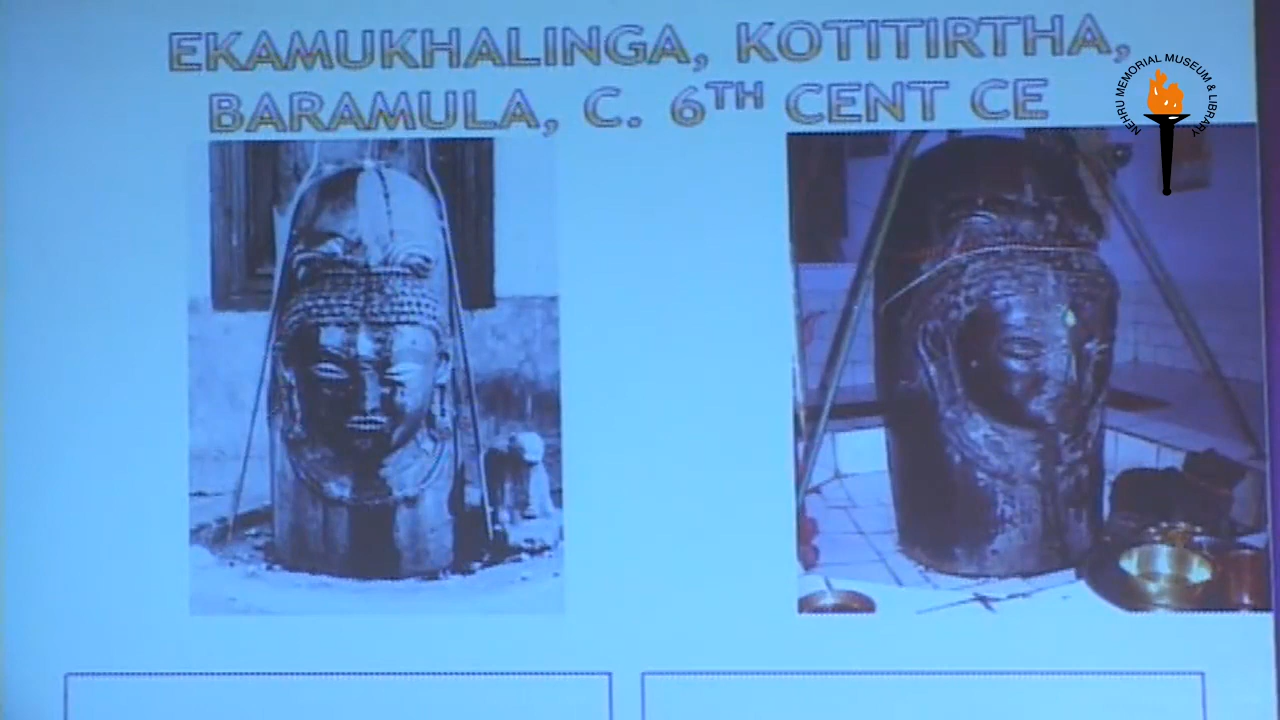 EKAMUKHALINGA, KOTITIRTHA,
BARAMULA, C. 6TH CENT CE
NEHRU MEMORIAL MUSEUM & LIBRARY